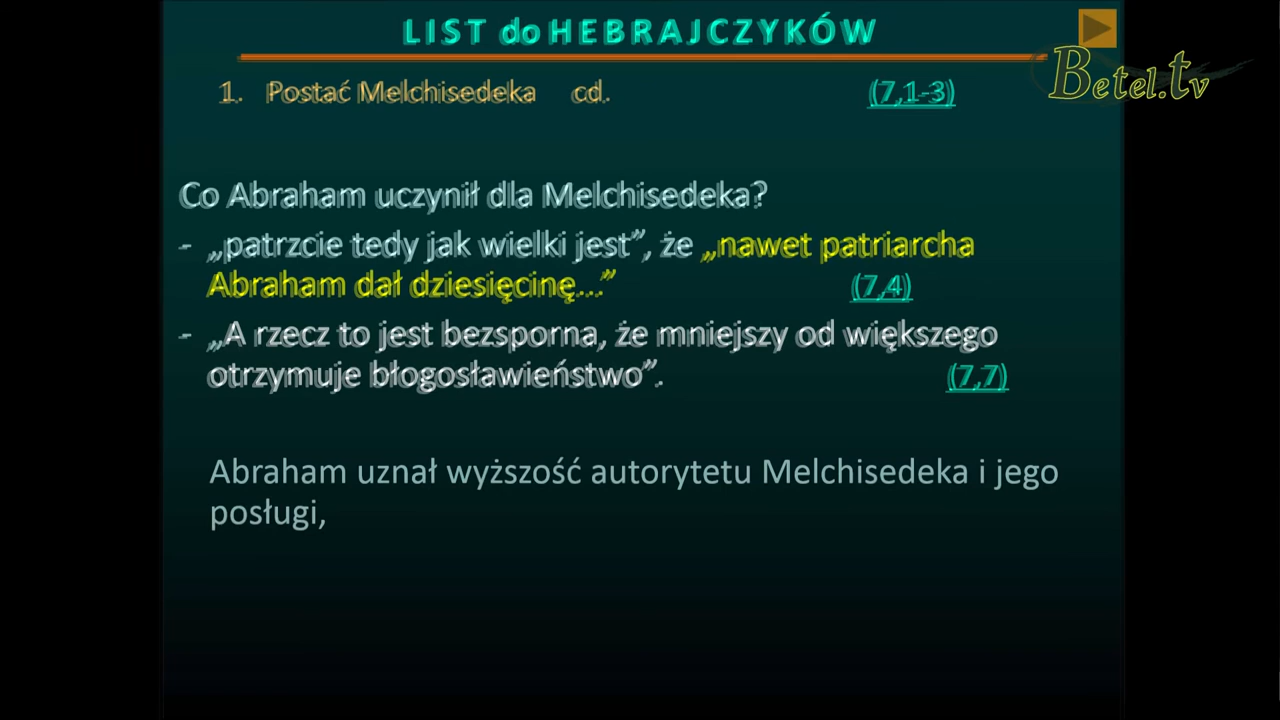 LIST do HEBRAJCZYKÓW
Betel.tv
1. Postać Melchisedeka cd. (7,1-3)
Co Abraham uczynił dla Melchisedeka?
- „patrzcie tedy jak wielki jest”, że „nawet patriarcha
Abraham dał dziesięcinę...” (7,4)
- „A rzecz to jest bezsporna, że mniejszy od większego
otrzymuje błogosławieństwo”. (7,7)
Abraham uznał wyższość autorytetu Melchisedeka i jego
posługi,